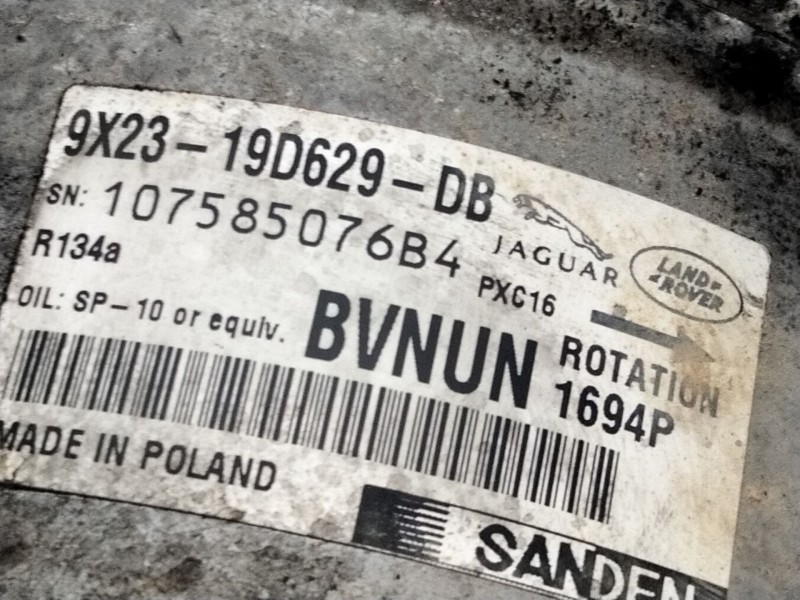 9X23-19D629-DB
SN: 107585076B4
JAGUAR
LAND-ROVER
R134a
PXC16
OIL: SP-10 or equiv.
BVNUN
ROTATION
1694P
MADE IN POLAND
SANDEN